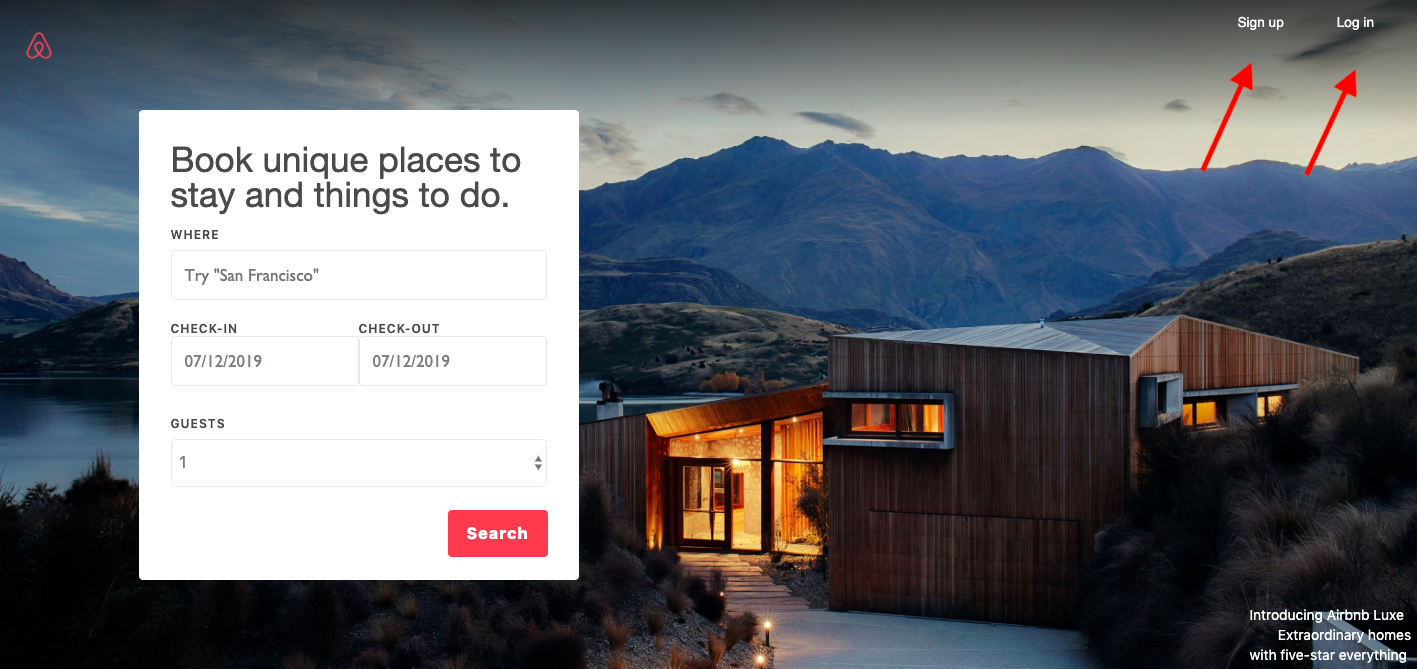 Sign up
Log in
Book unique places to
stay and things to do.
WHERE
Try "San Francisco"
CHECK-IN
CHECK-OUT
07/12/2019
07/12/2019
GUESTS
1
Search
Introducing Airbnb Luxe
Extraordinary homes
with five-star everything